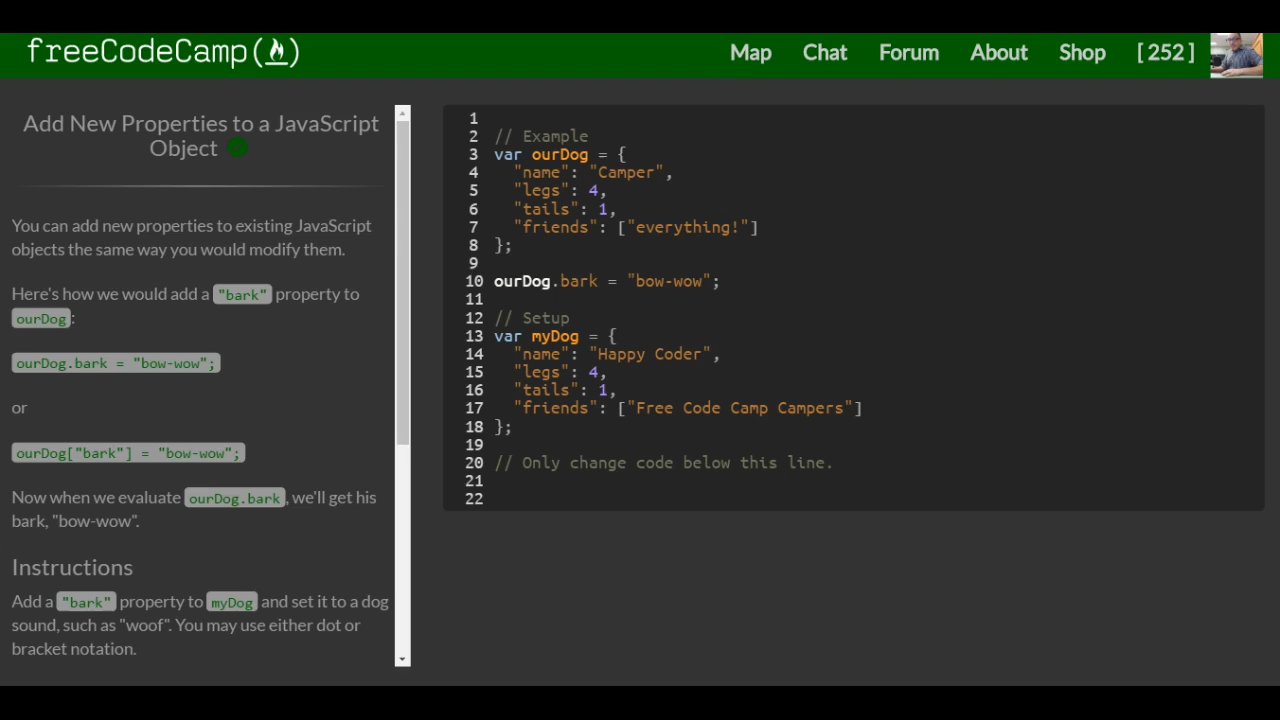 freeCodeCamp(🔥)
Map Chat Forum About Shop [ 252 ]
Add New Properties to a JavaScript
Object
You can add new properties to existing JavaScript
objects the same way you would modify them.
Here's how we would add a "bark" property to
ourDog:
ourDog.bark = "bow-wow";
or
ourDog["bark"] = "bow-wow";
Now when we evaluate ourDog.bark, we'll get his
bark, "bow-wow".
Instructions
Add a "bark" property to myDog and set it to a dog
sound, such as "woof". You may use either dot or
bracket notation.
1
2 // Example
3 var ourDog = {
4   "name": "Camper",
5   "legs": 4,
6   "tails": 1,
7   "friends": ["everything!"]
8 };
9
10 ourDog.bark = "bow-wow";
11
12 // Setup
13 var myDog = {
14   "name": "Happy Coder",
15   "legs": 4,
16   "tails": 1,
17   "friends": ["Free Code Camp Campers"]
18 };
19
20 // Only change code below this line.
21
22